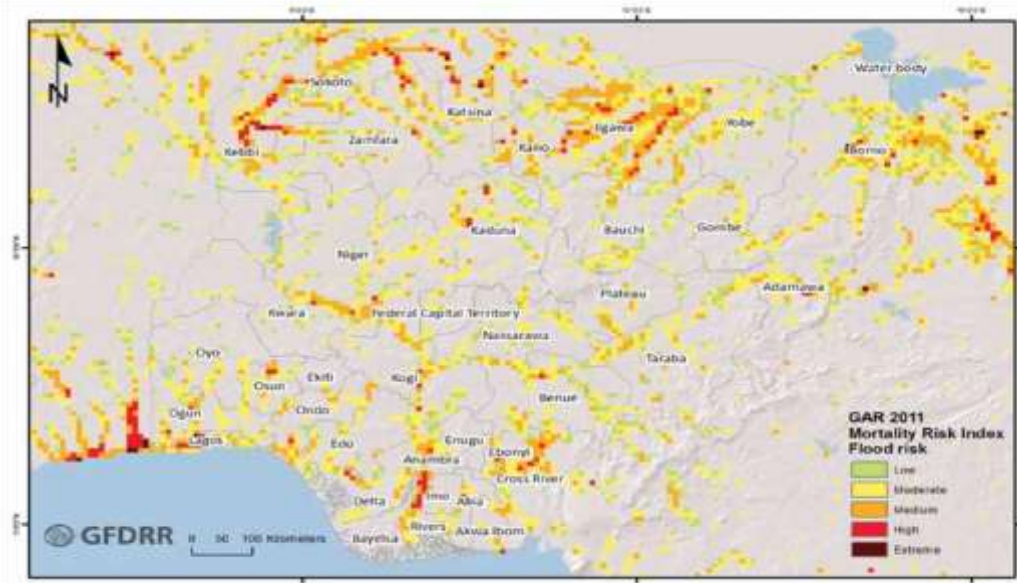 N
Sokoto
Water body
Katsina
Jigawa
Yobe
Zamfara
Kano
Borno
Kebbi
Kaduna
Bauchi
Gombe
Niger
Adamawa
Plateau
Kwara
Federal Capital Territory
Nassarawa
Oyo
Taraba
Ekiti
Kogi
Osun
Benue
Ogun
Ondo
GAR 2011
Mortality Risk Index
Flood risk
Lagos
Edo
Enugu
Ebonyi
Anambra
Low
Cross River
Moderate
Delta
Imo
Abia
Medium
Rivers
Akwa Ibom
High
GFDRR
0 50 100 Kilometers
Bayelsa
Extreme